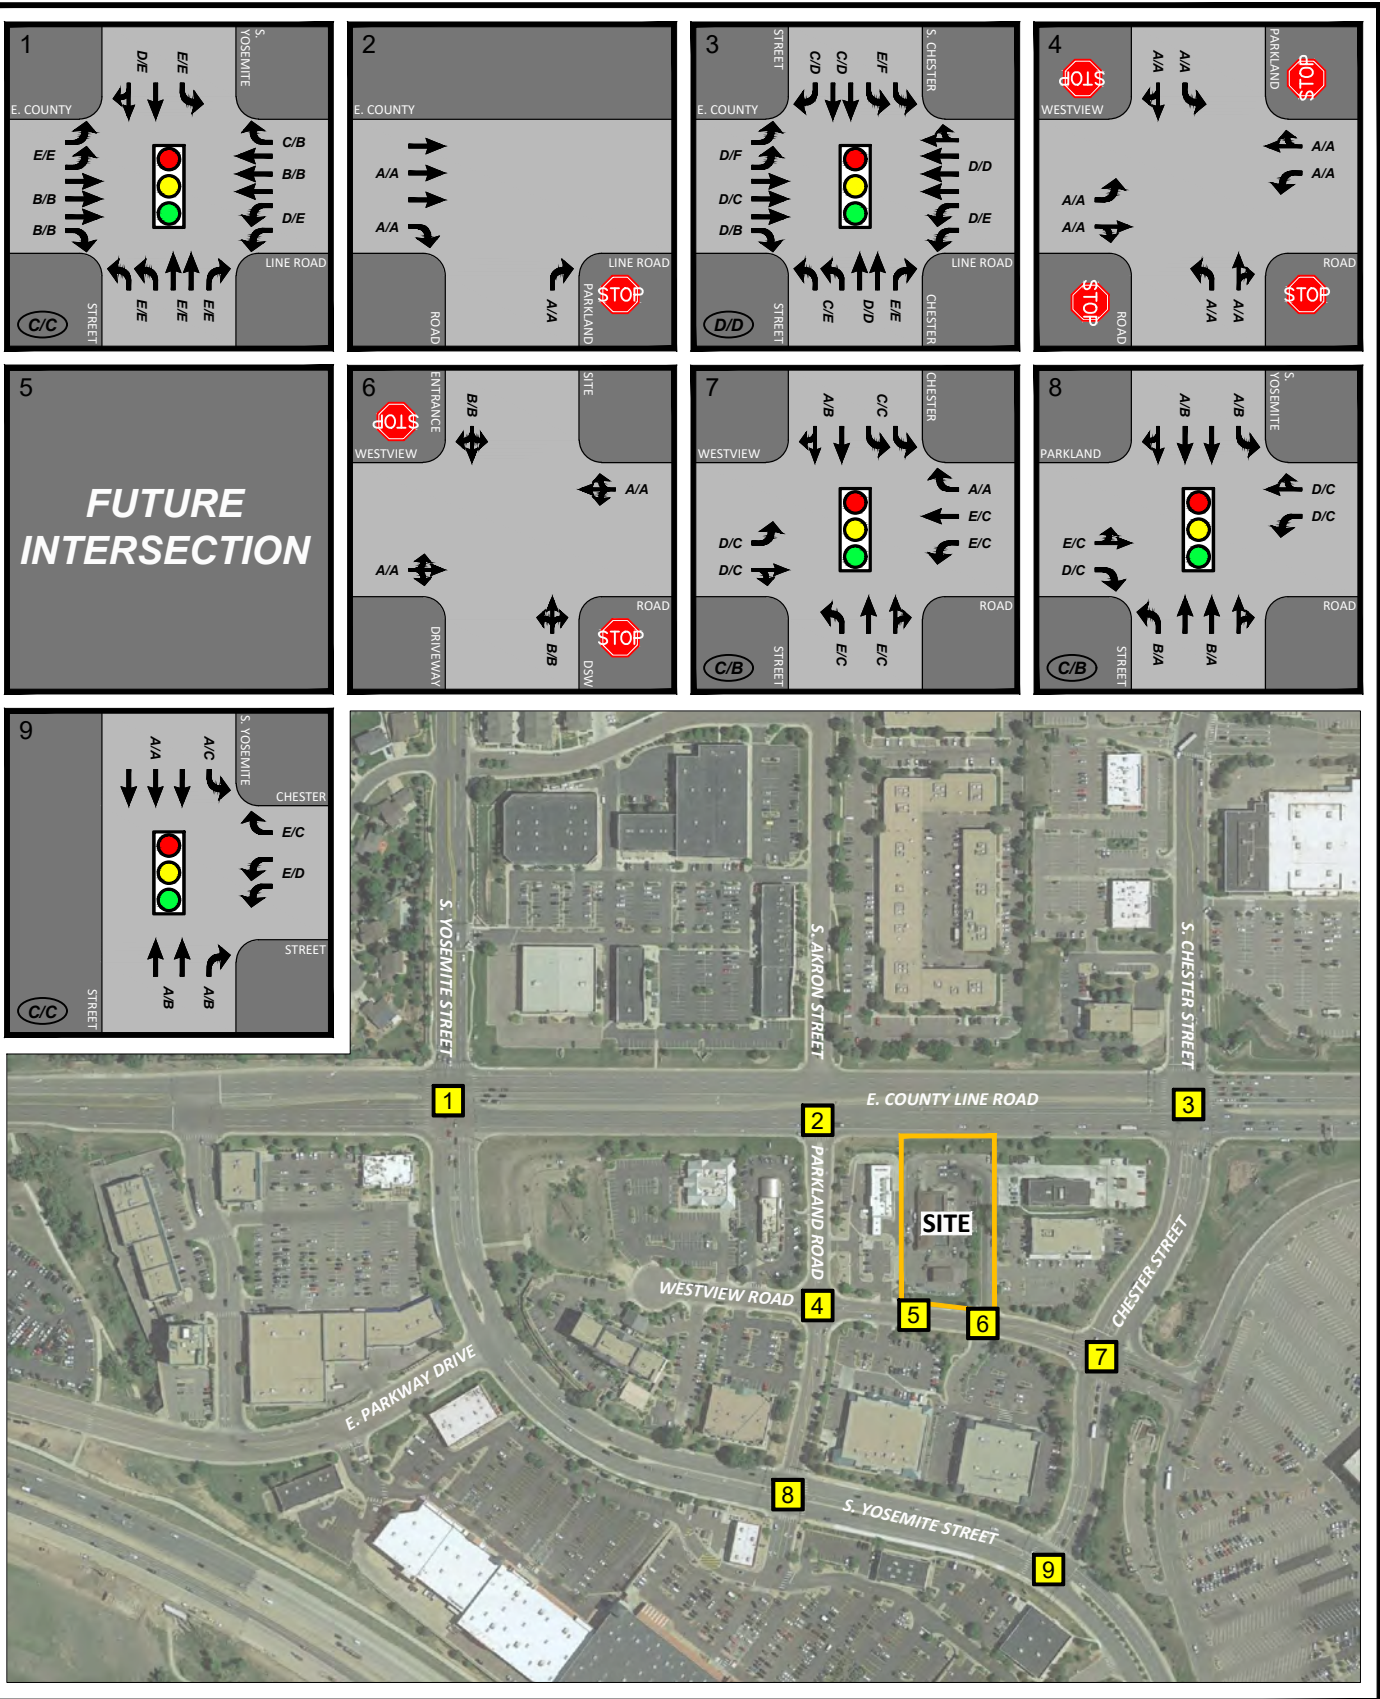 1
S.
YOSEMITE
D/E
E/E
E. COUNTY
E/E
B/B
B/B
C/B
B/B
D/E
LINE ROAD
STREET
E/E
E/E
E/E
C/C
2
E. COUNTY
A/A
A/A
LINE ROAD
ROAD
A/A
PARKLAND
STOP
3
STREET
C/D
C/D
E/F
S. CHESTER
D/F
D/C
D/B
D/D
D/E
LINE ROAD
STREET
C/E
D/D
E/E
CHESTER
D/D
4
STOP
WESTVIEW
A/A
A/A
PARKLAND
STOP
A/A
A/A
A/A
A/A
STOP
ROAD
A/A
A/A
ROAD
STOP
5
FUTURE
INTERSECTION
6
STOP
ENTRANCE
WESTVIEW
B/B
SITE
A/A
A/A
DRIVEWAY
B/B
DSW
ROAD
STOP
7
WESTVIEW
A/B
C/C
CHESTER
A/A
E/C
E/C
D/C
D/C
STREET
E/C
E/C
ROAD
C/B
8
PARKLAND
A/B
A/B
S.
YOSEMITE
D/C
D/C
E/C
D/C
STREET
B/A
B/A
ROAD
C/B
9
A/A
A/C
S. YOSEMITE
CHESTER
E/C
E/D
STREET
STREET
A/B
A/B
C/C
S. YOSEMITE STREET
S. AKRON STREET
S. CHESTER STREET
1
2
E. COUNTY LINE ROAD
3
PARKLAND ROAD
SITE
CHESTER STREET
WESTVIEW ROAD
4
5
6
7
E. PARKWAY DRIVE
8
S. YOSEMITE STREET
9